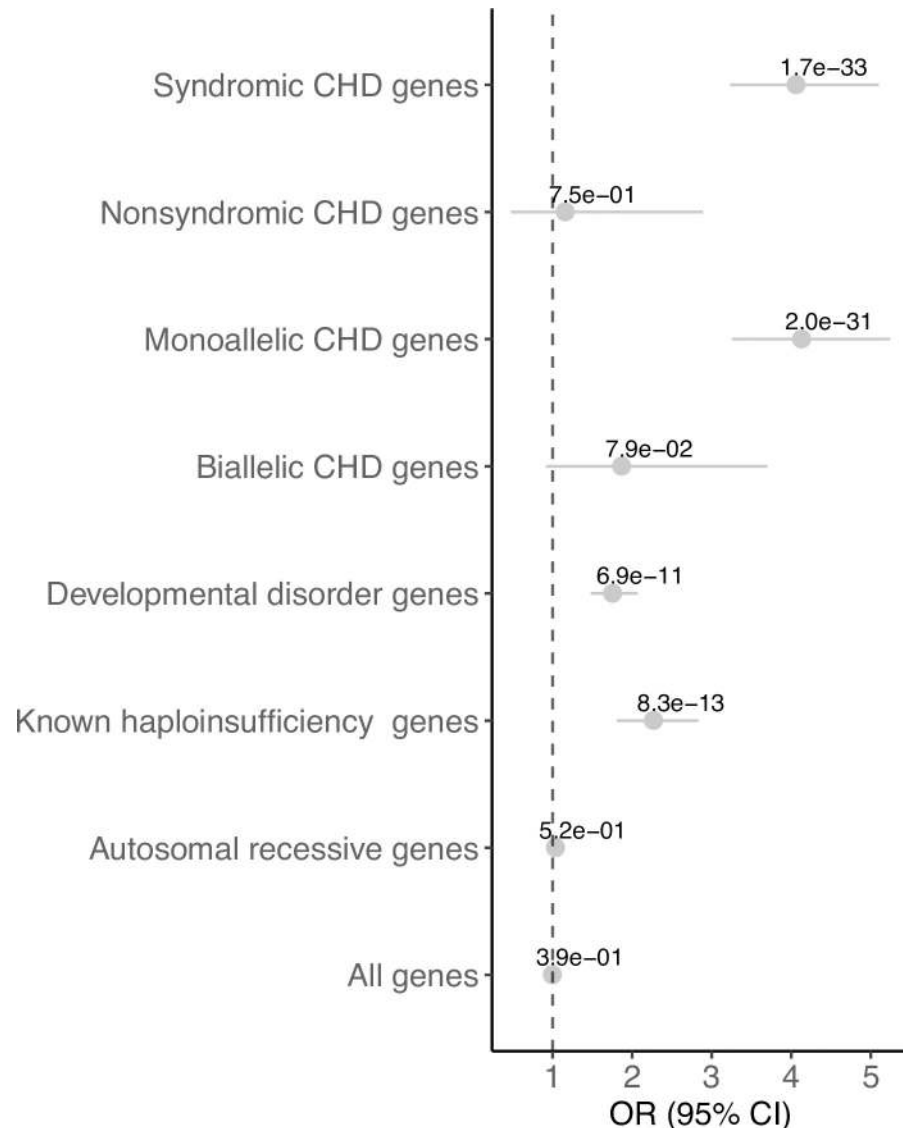 Syndromic CHD genes
1.7e−33
Nonsyndromic CHD genes
7.5e−01
Monoallelic CHD genes
2.0e−31
Biallelic CHD genes
7.9e−02
Developmental disorder genes
6.9e−11
Known haploinsufficiency  genes
8.3e−13
Autosomal recessive genes
5.2e−01
All genes
3.9e−01
1 2 3 4 5
OR (95% CI)